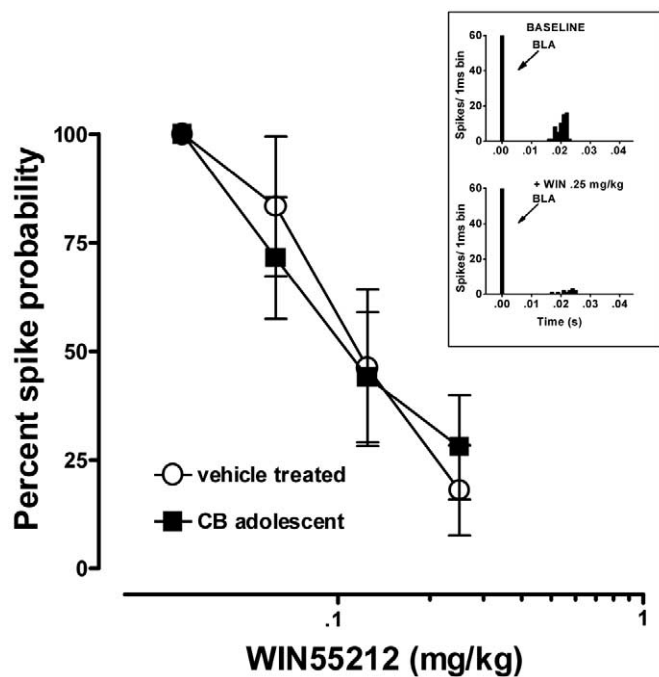 BASELINE
BLA
Spikes/ 1ms bin
60
40
20
0
.00 .01 .02 .03 .04
+ WIN .25 mg/kg
BLA
Spikes/ 1ms bin
60
40
20
0
.00 .01 .02 .03 .04
Time (s)
Percent spike probability
100
75
50
25
0
vehicle treated
CB adolescent
.1 1
WIN55212 (mg/kg)